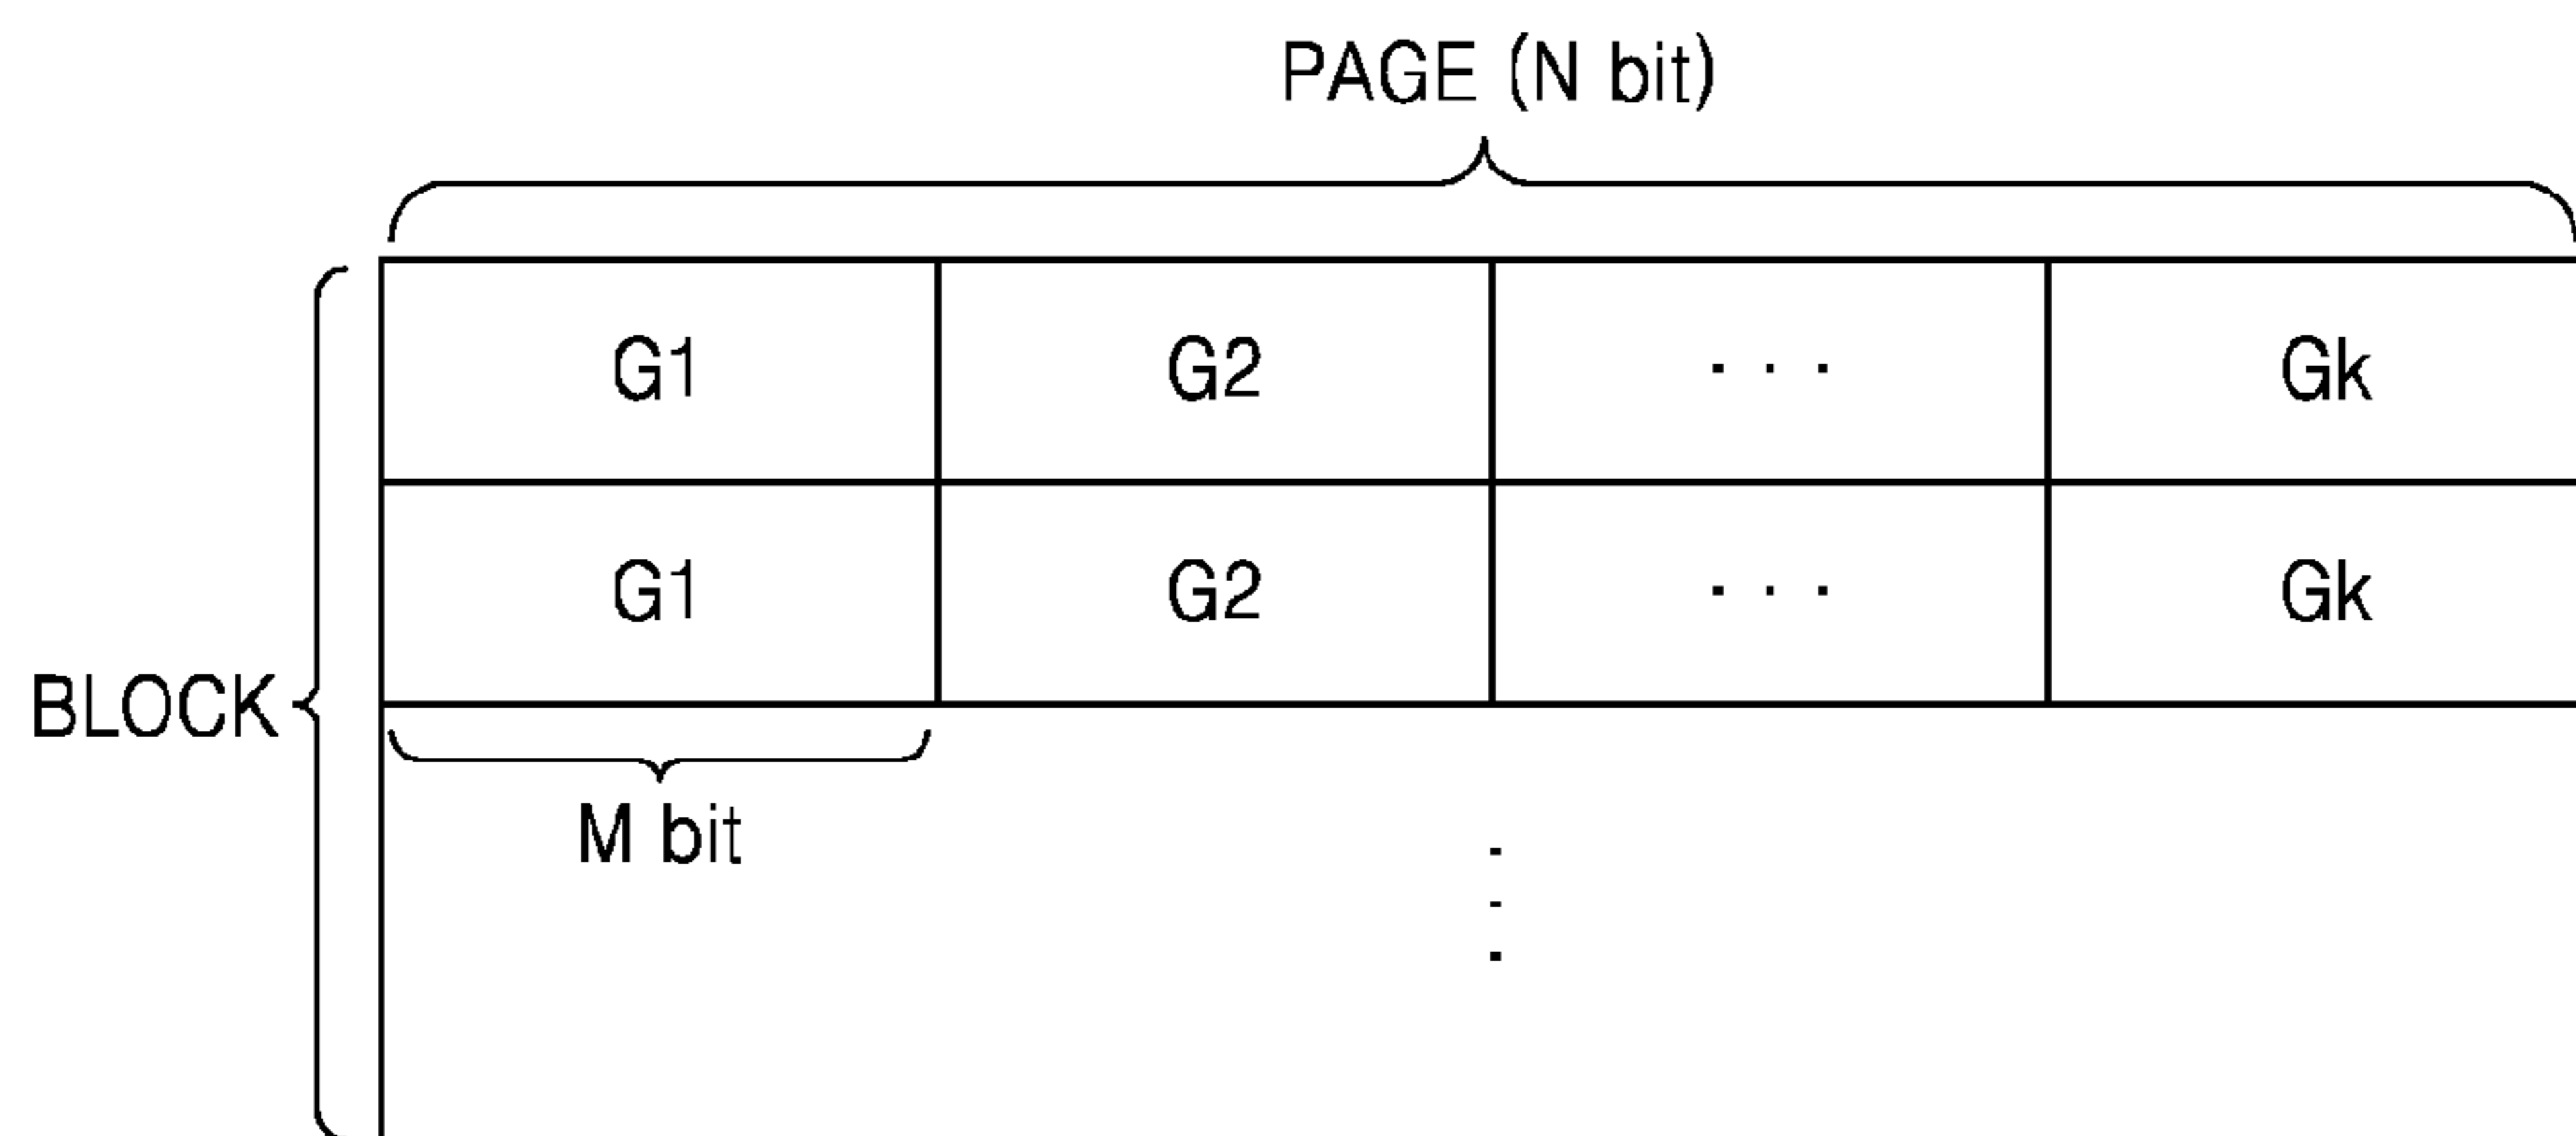 PAGE (N bit)
G1 G2 . . . Gk
G1 G2 . . . Gk
BLOCK
M bit